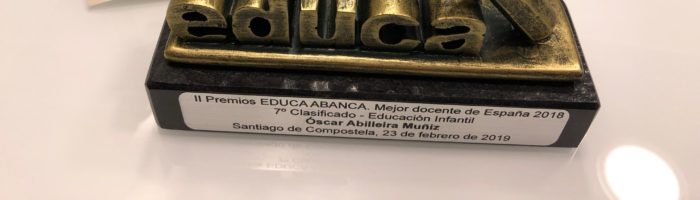 educa
II Premios EDUCA ABANCA. Mejor docente de España 2018
7º Clasificado - Educación Infantil
Óscar Abilleira Muñiz
Santiago de Compostela, 23 de febrero de 2019